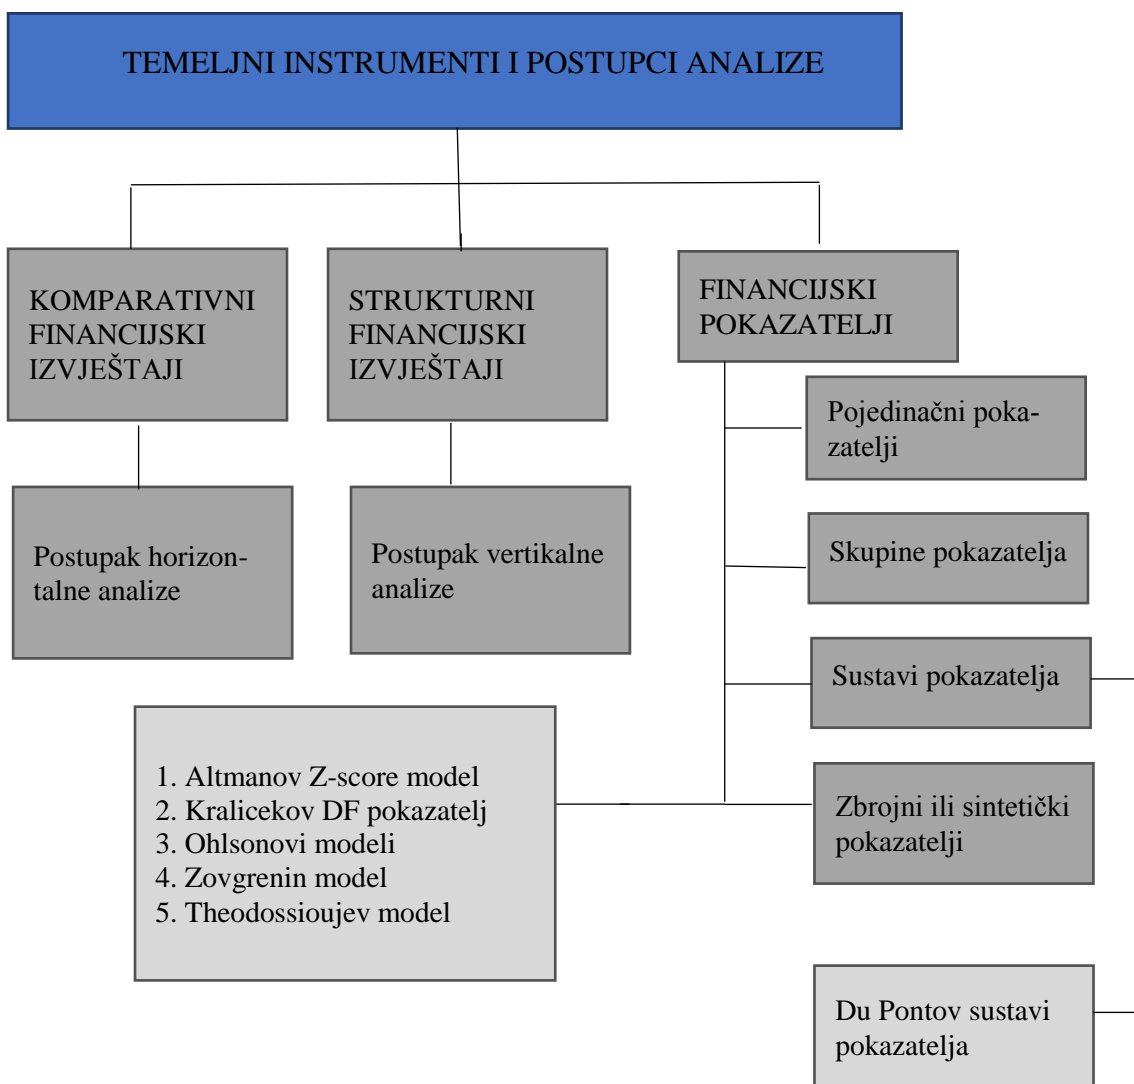 TEMELJNI INSTRUMENTI I POSTUPCI ANALIZE
KOMPARATIVNI
FINANCIJSKI
IZVJEŠTAJI
STRUKTURNI
FINANCIJSKI
IZVJEŠTAJI
FINANCIJSKI
POKAZATELJI
Pojedinačni poka-
zatelji
Postupak horizon-
talne analize
Postupak vertikalne
analize
Skupine pokazatelja
Sustavi pokazatelja
1. Altmanov Z-score model
2. Kralicekov DF pokazatelj
3. Ohlsonovi modeli
4. Zovgrenin model
5. Theodossioujev model
Zbrojni ili sintetički
pokazatelji
Du Pontov sustavi
pokazatelja